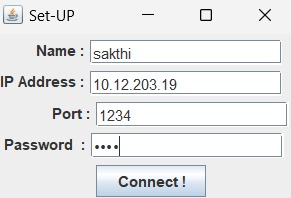 Set-UP
Name : sakthi
IP Address : 10.12.203.19
Port : 1234
Password : ••••
Connect !